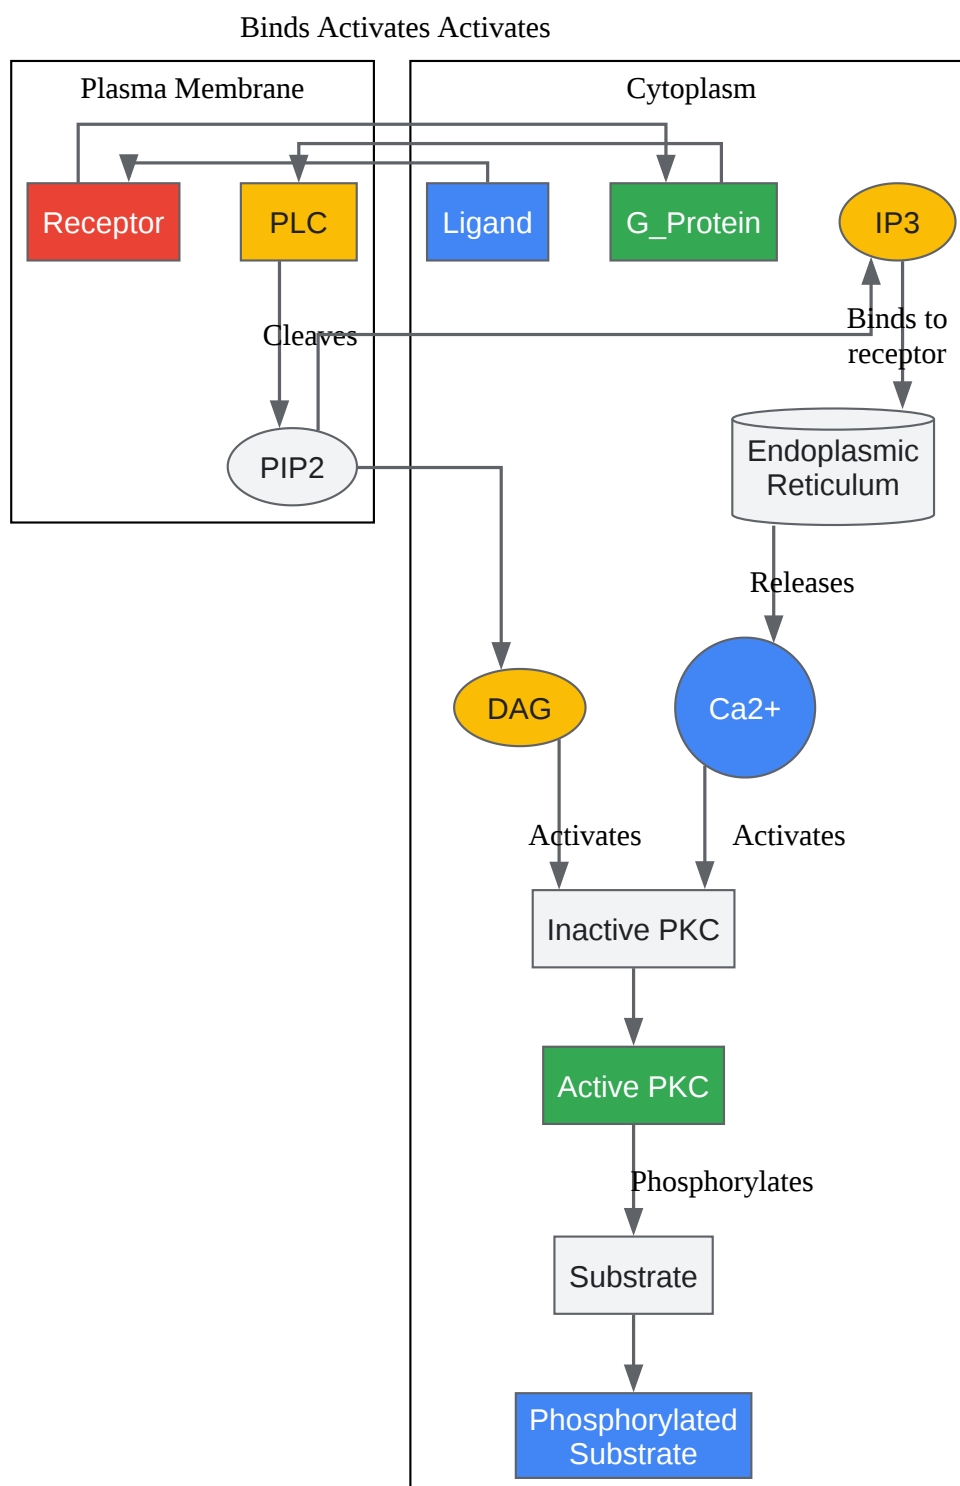 Binds Activates Activates
Plasma Membrane
Cytoplasm
Receptor
PLC
Ligand
G_Protein
IP3
Cleaves
Binds to
receptor
PIP2
Endoplasmic
Reticulum
Releases
DAG
Ca2+
Activates
Activates
Inactive PKC
Active PKC
Phosphorylates
Substrate
Phosphorylated
Substrate